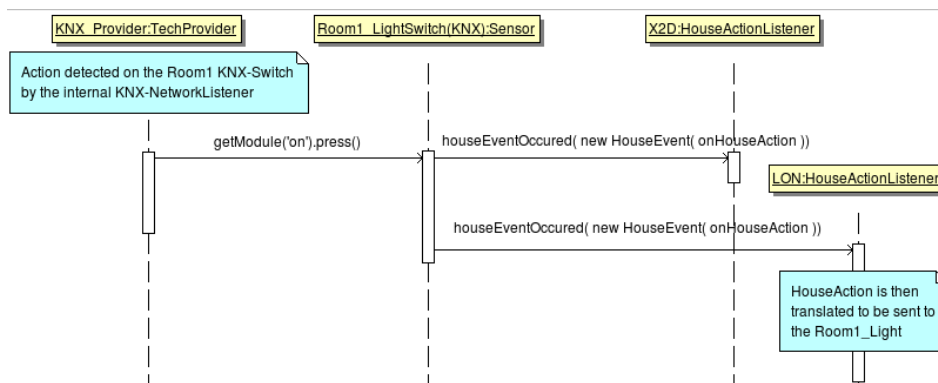 KNX_Provider:TechProvider
Room1_LightSwitch(KNX):Sensor
X2D:HouseActionListener
Action detected on the Room1 KNX-Switch
by the internal KNX-NetworkListener
getModule('on').press()
houseEventOccured( new HouseEvent( onHouseAction ))
LON:HouseActionListener
houseEventOccured( new HouseEvent( onHouseAction ))
HouseAction is then
translated to be sent to
the Room1_Light